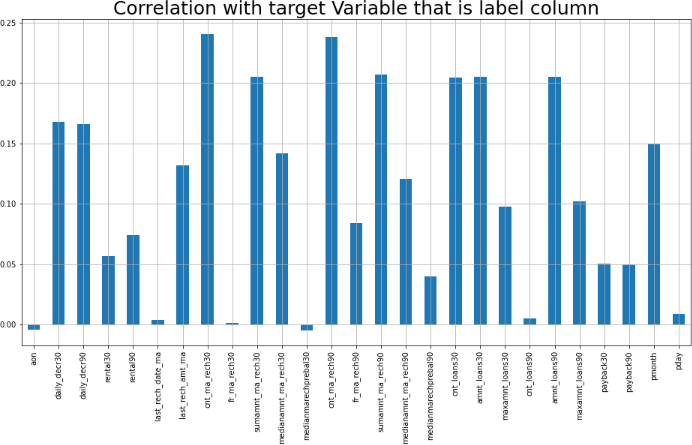 Correlation with target Variable that is label column
0.25
0.20
0.15
0.10
0.05
0.00
aon
daily_decr30
daily_decr90
rental30
rental90
last_rech_date_ma
last_rech_amt_ma
cnt_ma_rech30
fr_ma_rech30
sumamnt_ma_rech30
medianamnt_ma_rech30
medianmarechprebal30
cnt_ma_rech90
fr_ma_rech90
sumamnt_ma_rech90
medianamnt_ma_rech90
medianmarechprebal90
cnt_loans30
amnt_loans30
maxamnt_loans30
cnt_loans90
amnt_loans90
maxamnt_loans90
payback30
payback90
pmonth
pday